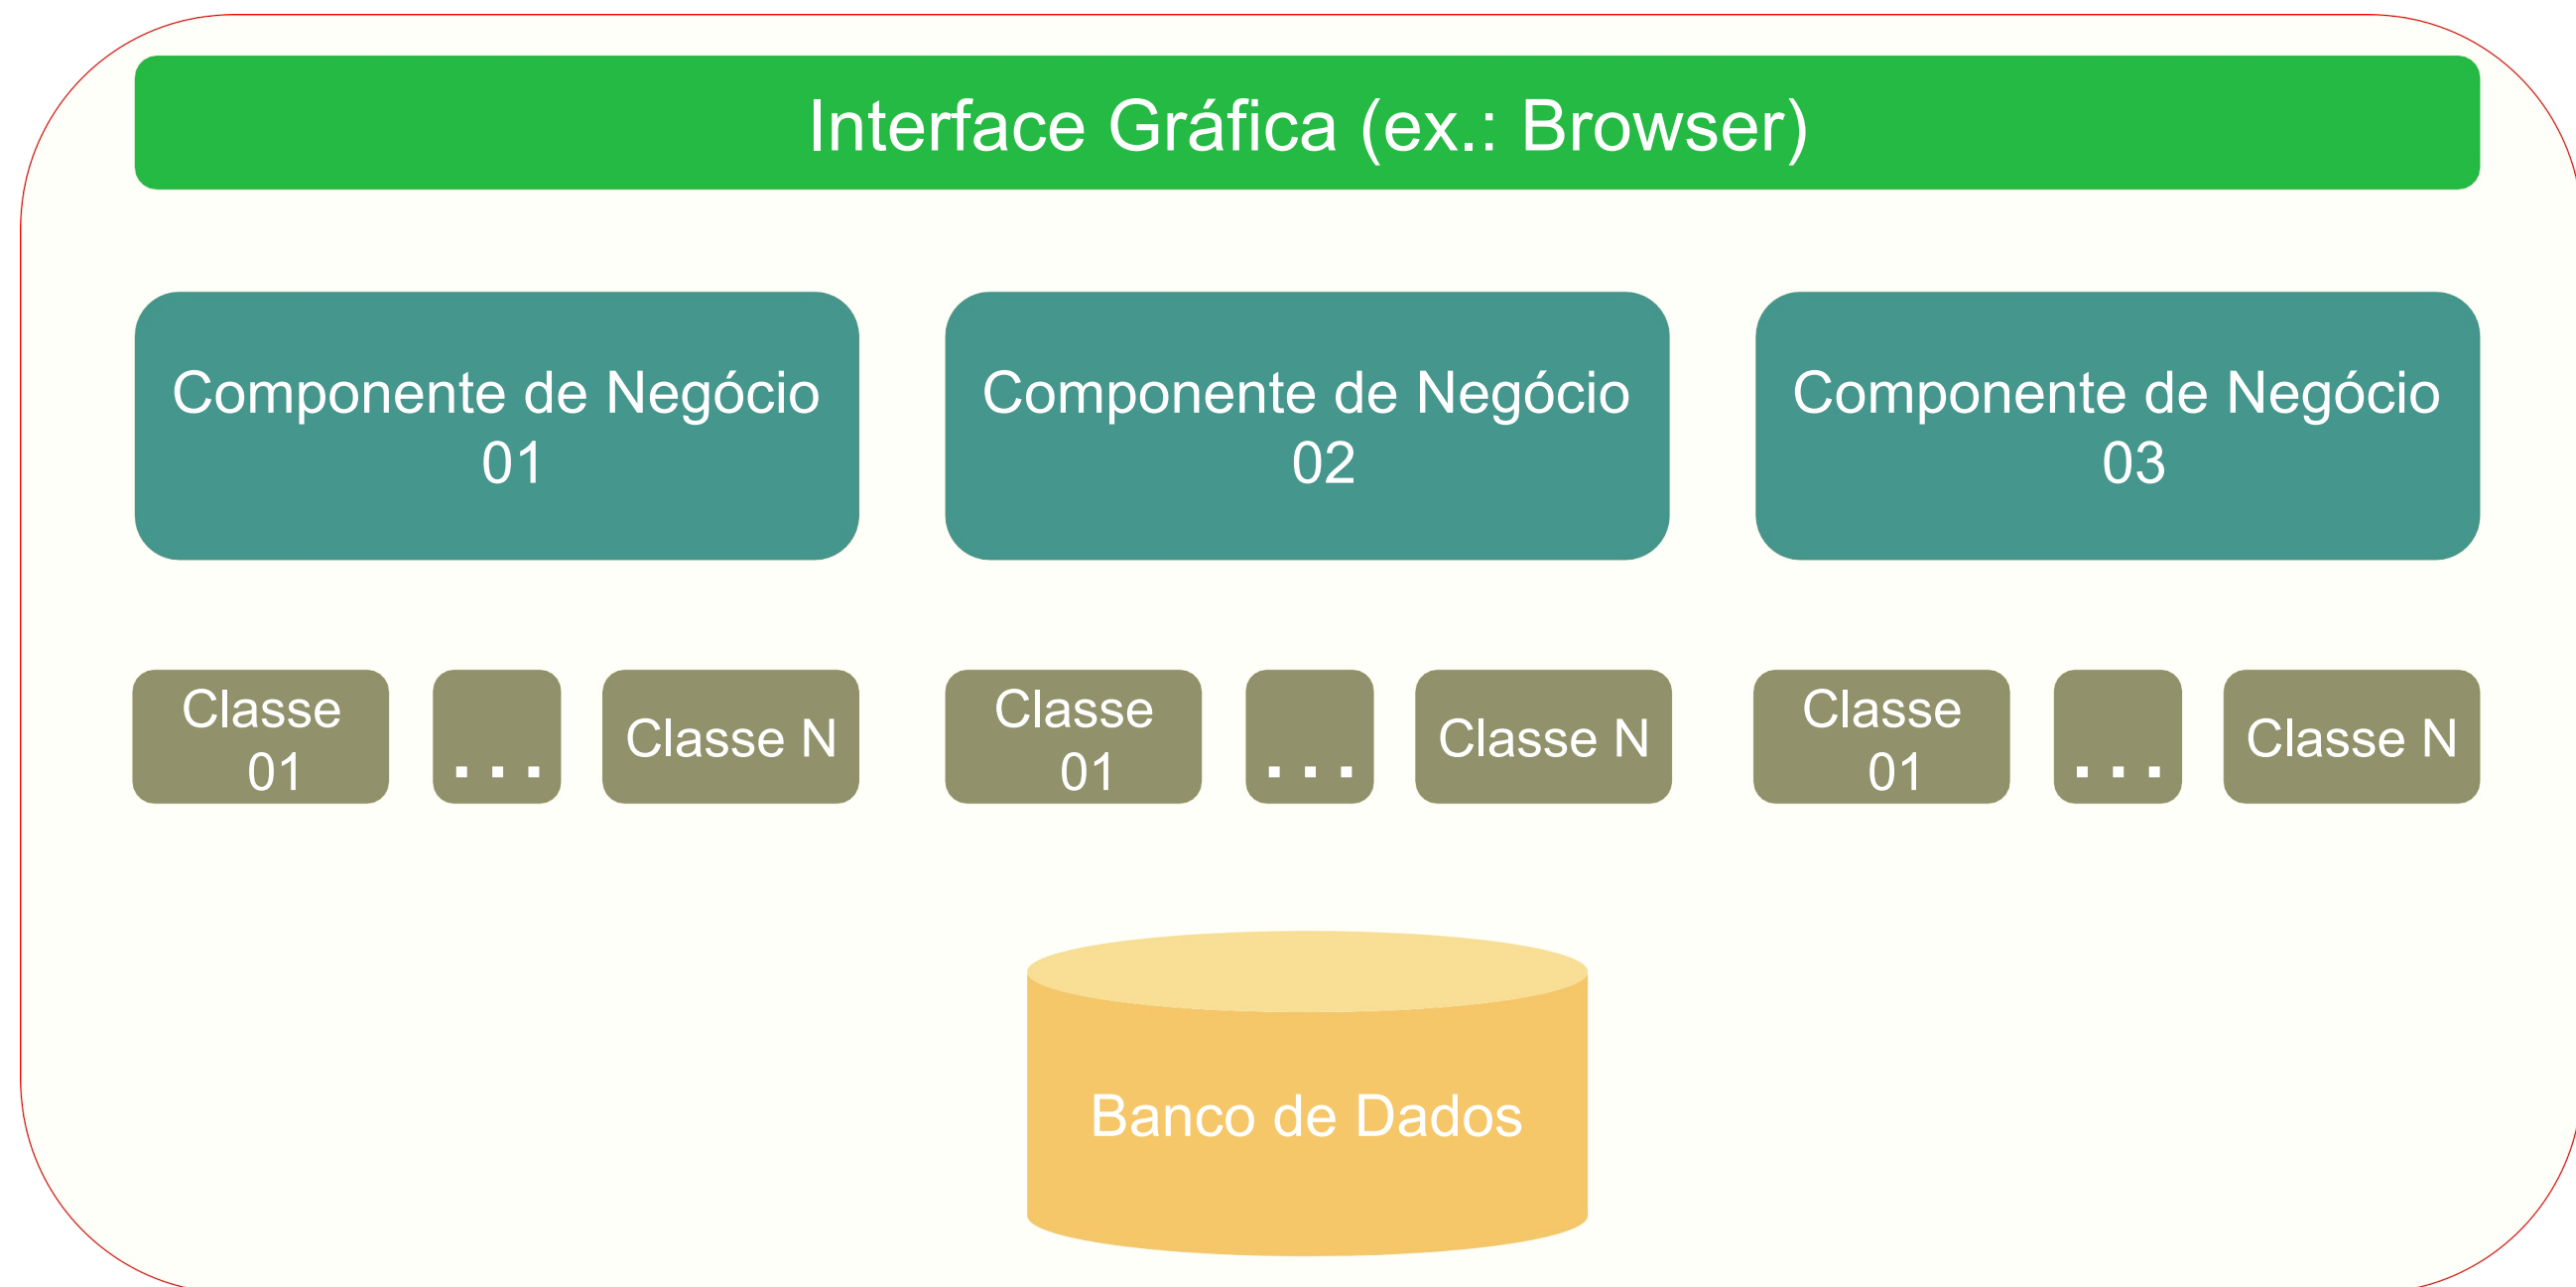 Interface Gráfica (ex.: Browser)
Componente de Negócio
01
Componente de Negócio
02
Componente de Negócio
03
Classe
01
...
Classe N
Classe
01
...
Classe N
Classe
01
...
Classe N
Banco de Dados